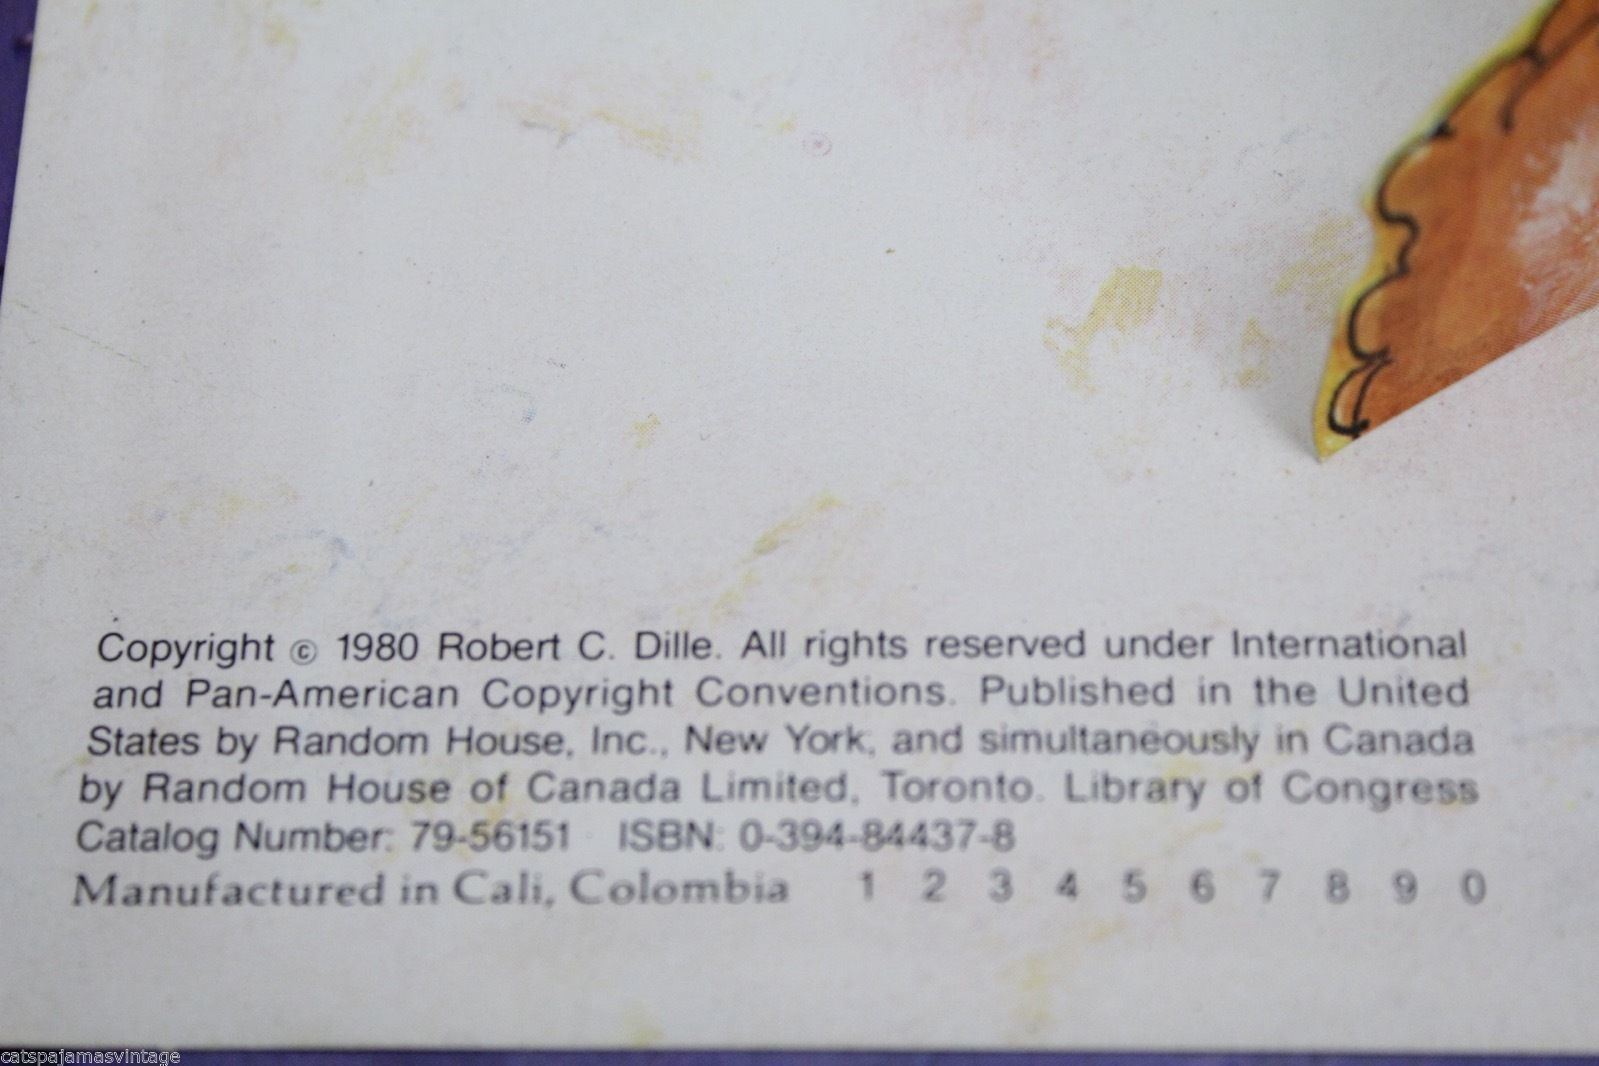 Copyright © 1980 Robert C. Dille. All rights reserved under International
and Pan-American Copyright Conventions. Published in the United
States by Random House, Inc., New York, and simultaneously in Canada
by Random House of Canada Limited, Toronto. Library of Congress
Catalog Number: 79-56151 ISBN: 0-394-84437-8
Manufactured in Cali, Colombia 1 2 3 4 5 6 7 8 9 0
catspajamasvintage